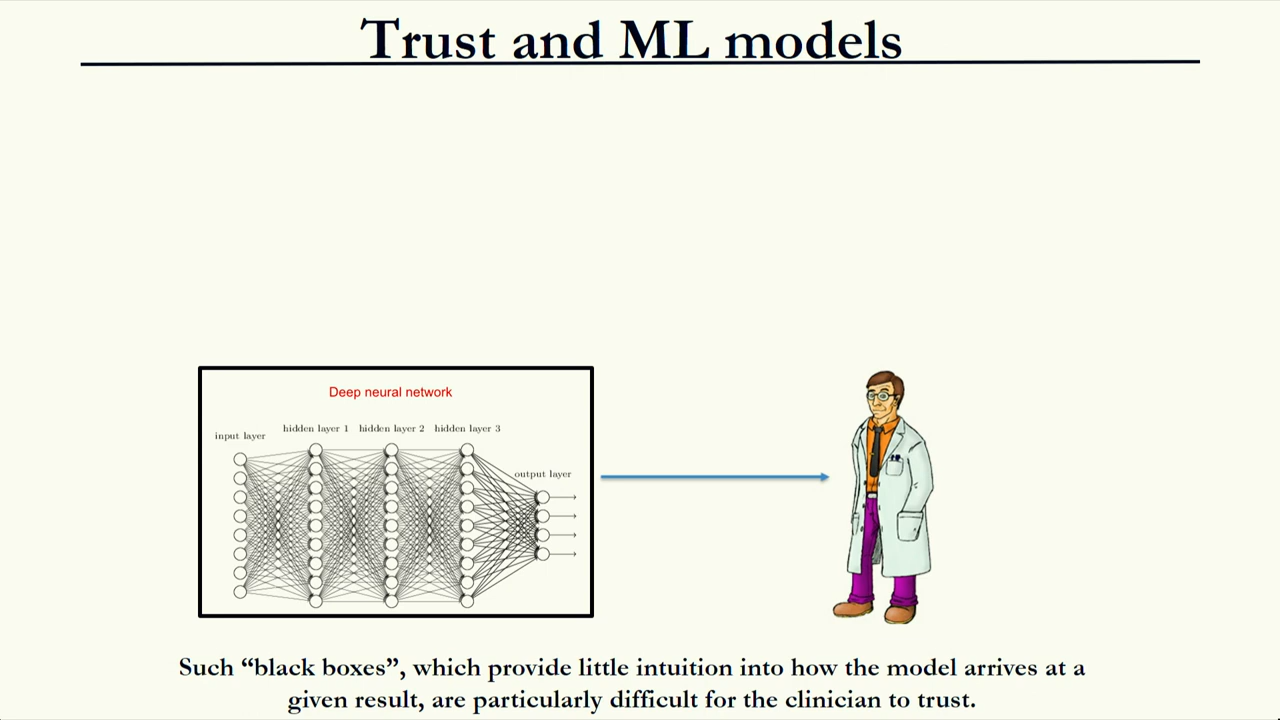 Trust and ML models
Deep neural network
input layer
hidden layer 1
hidden layer 2
hidden layer 3
output layer
Such “black boxes”, which provide little intuition into how the model arrives at a
given result, are particularly difficult for the clinician to trust.